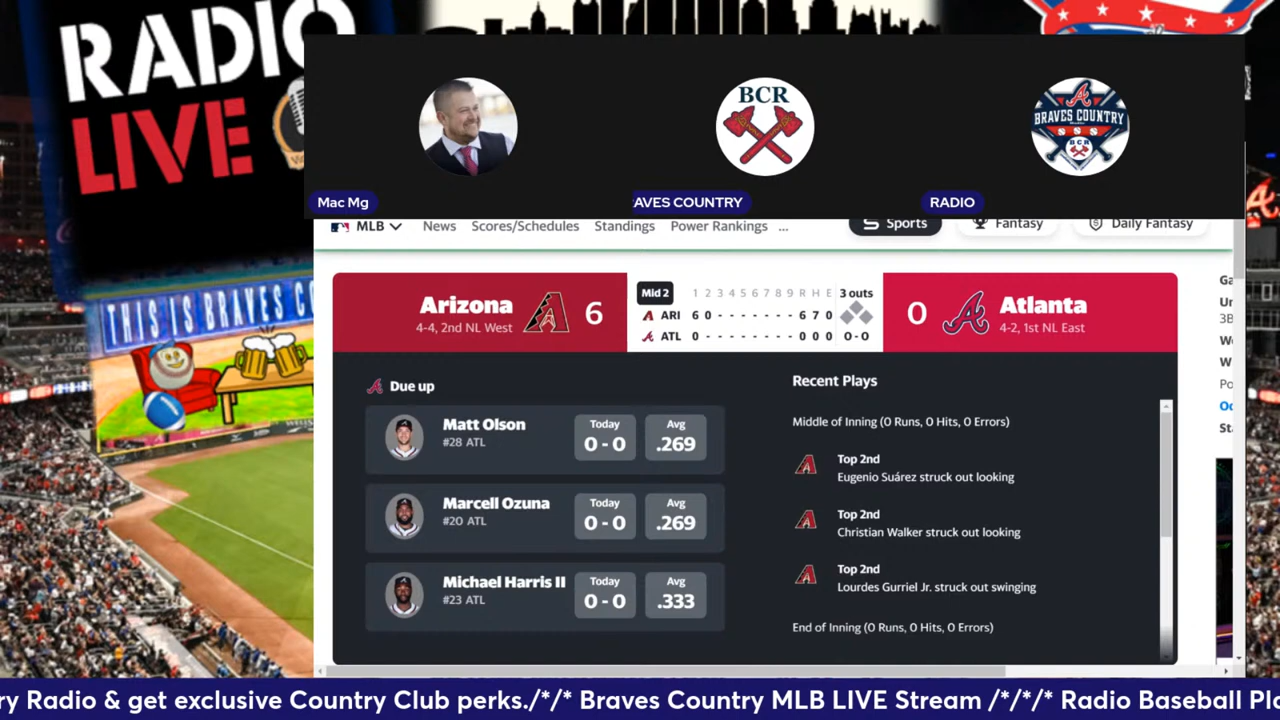 RADIO
LIVE
THIS IS BRAVES CO
BCR
BRAVES COUNTRY
BCR
Mac Mg
AVES COUNTRY
RADIO
MLB
News
Scores/Schedules
Standings
Power Rankings
...
Sports
Fantasy
Daily Fantasy
Arizona
4-4, 2nd NL West
6
Mid 2
1 2 3 4 5 6 7 8 9 R H E
ARI 6 0 - - - - - - - 6 7 0
ATL 0 - - - - - - - - 0 0 0
3 outs
0-0
0
Atlanta
4-2, 1st NL East
Due up
Matt Olson
#28 ATL
Today
0-0
Avg
.269
Marcell Ozuna
#20 ATL
Today
0-0
Avg
.269
Michael Harris II
#23 ATL
Today
0-0
Avg
.333
Recent Plays
Middle of Inning (0 Runs, 0 Hits, 0 Errors)
Top 2nd
Eugenio Suárez struck out looking
Top 2nd
Christian Walker struck out looking
Top 2nd
Lourdes Gurriel Jr. struck out swinging
End of Inning (0 Runs, 0 Hits, 0 Errors)
Ga
Un
3B
W
Po
Sta
ry Radio & get exclusive Country Club perks./*/* Braves Country MLB LIVE Stream /*/*/* Radio Baseball Pl